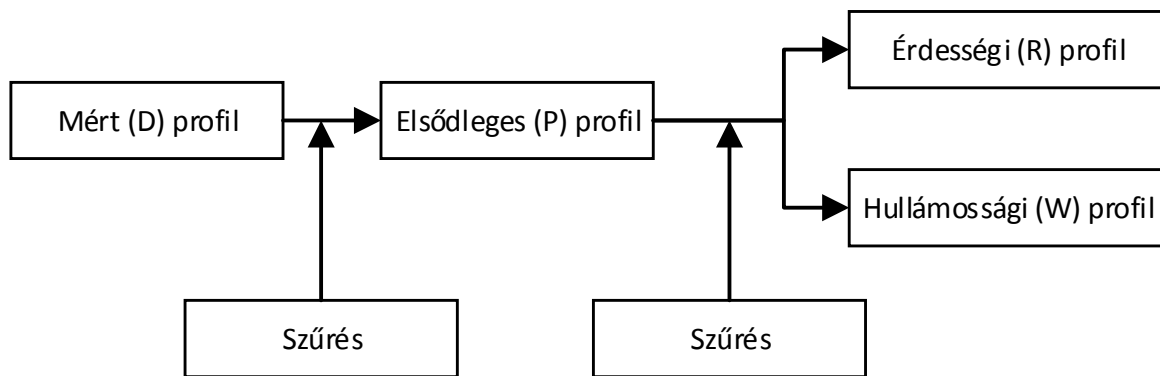 Érdességi (R) profil
Mért (D) profil
Elsődleges (P) profil
Hullámossági (W) profil
Szűrés
Szűrés